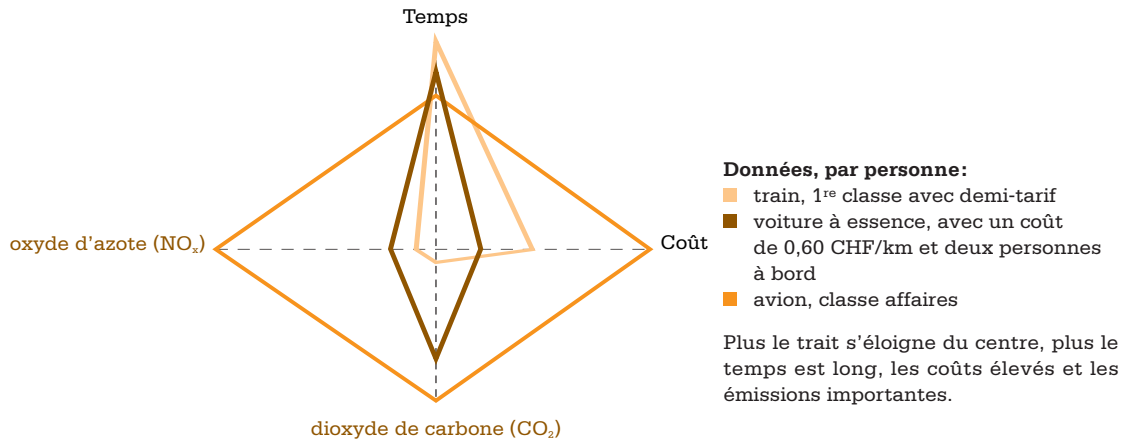 Temps
oxyde d'azote (NOₓ)
Coût
dioxyde de carbone (CO₂)
Données, par personne:
train, 1ʳᵉ classe avec demi-tarif
voiture à essence, avec un coût
de 0,60 CHF/km et deux personnes
à bord
avion, classe affaires
Plus le trait s'éloigne du centre, plus le
temps est long, les coûts élevés et les
émissions importantes.